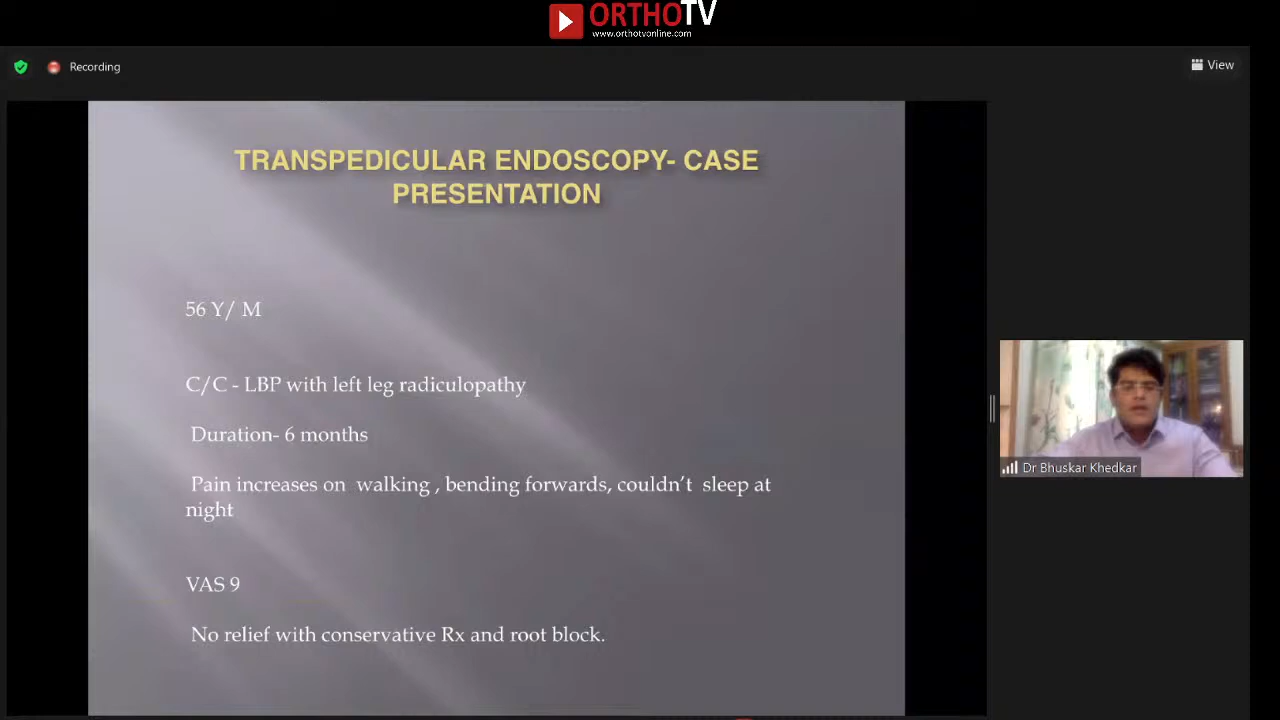 ORTHOTV
www.orthotvonline.com
Recording
View
TRANSPEDICULAR ENDOSCOPY- CASE
PRESENTATION
56 Y/ M
C/C - LBP with left leg radiculopathy
Duration- 6 months
Pain increases on walking , bending forwards, couldn't sleep at
night
VAS 9
No relief with conservative Rx and root block.
Dr Bhuskar Khedkar